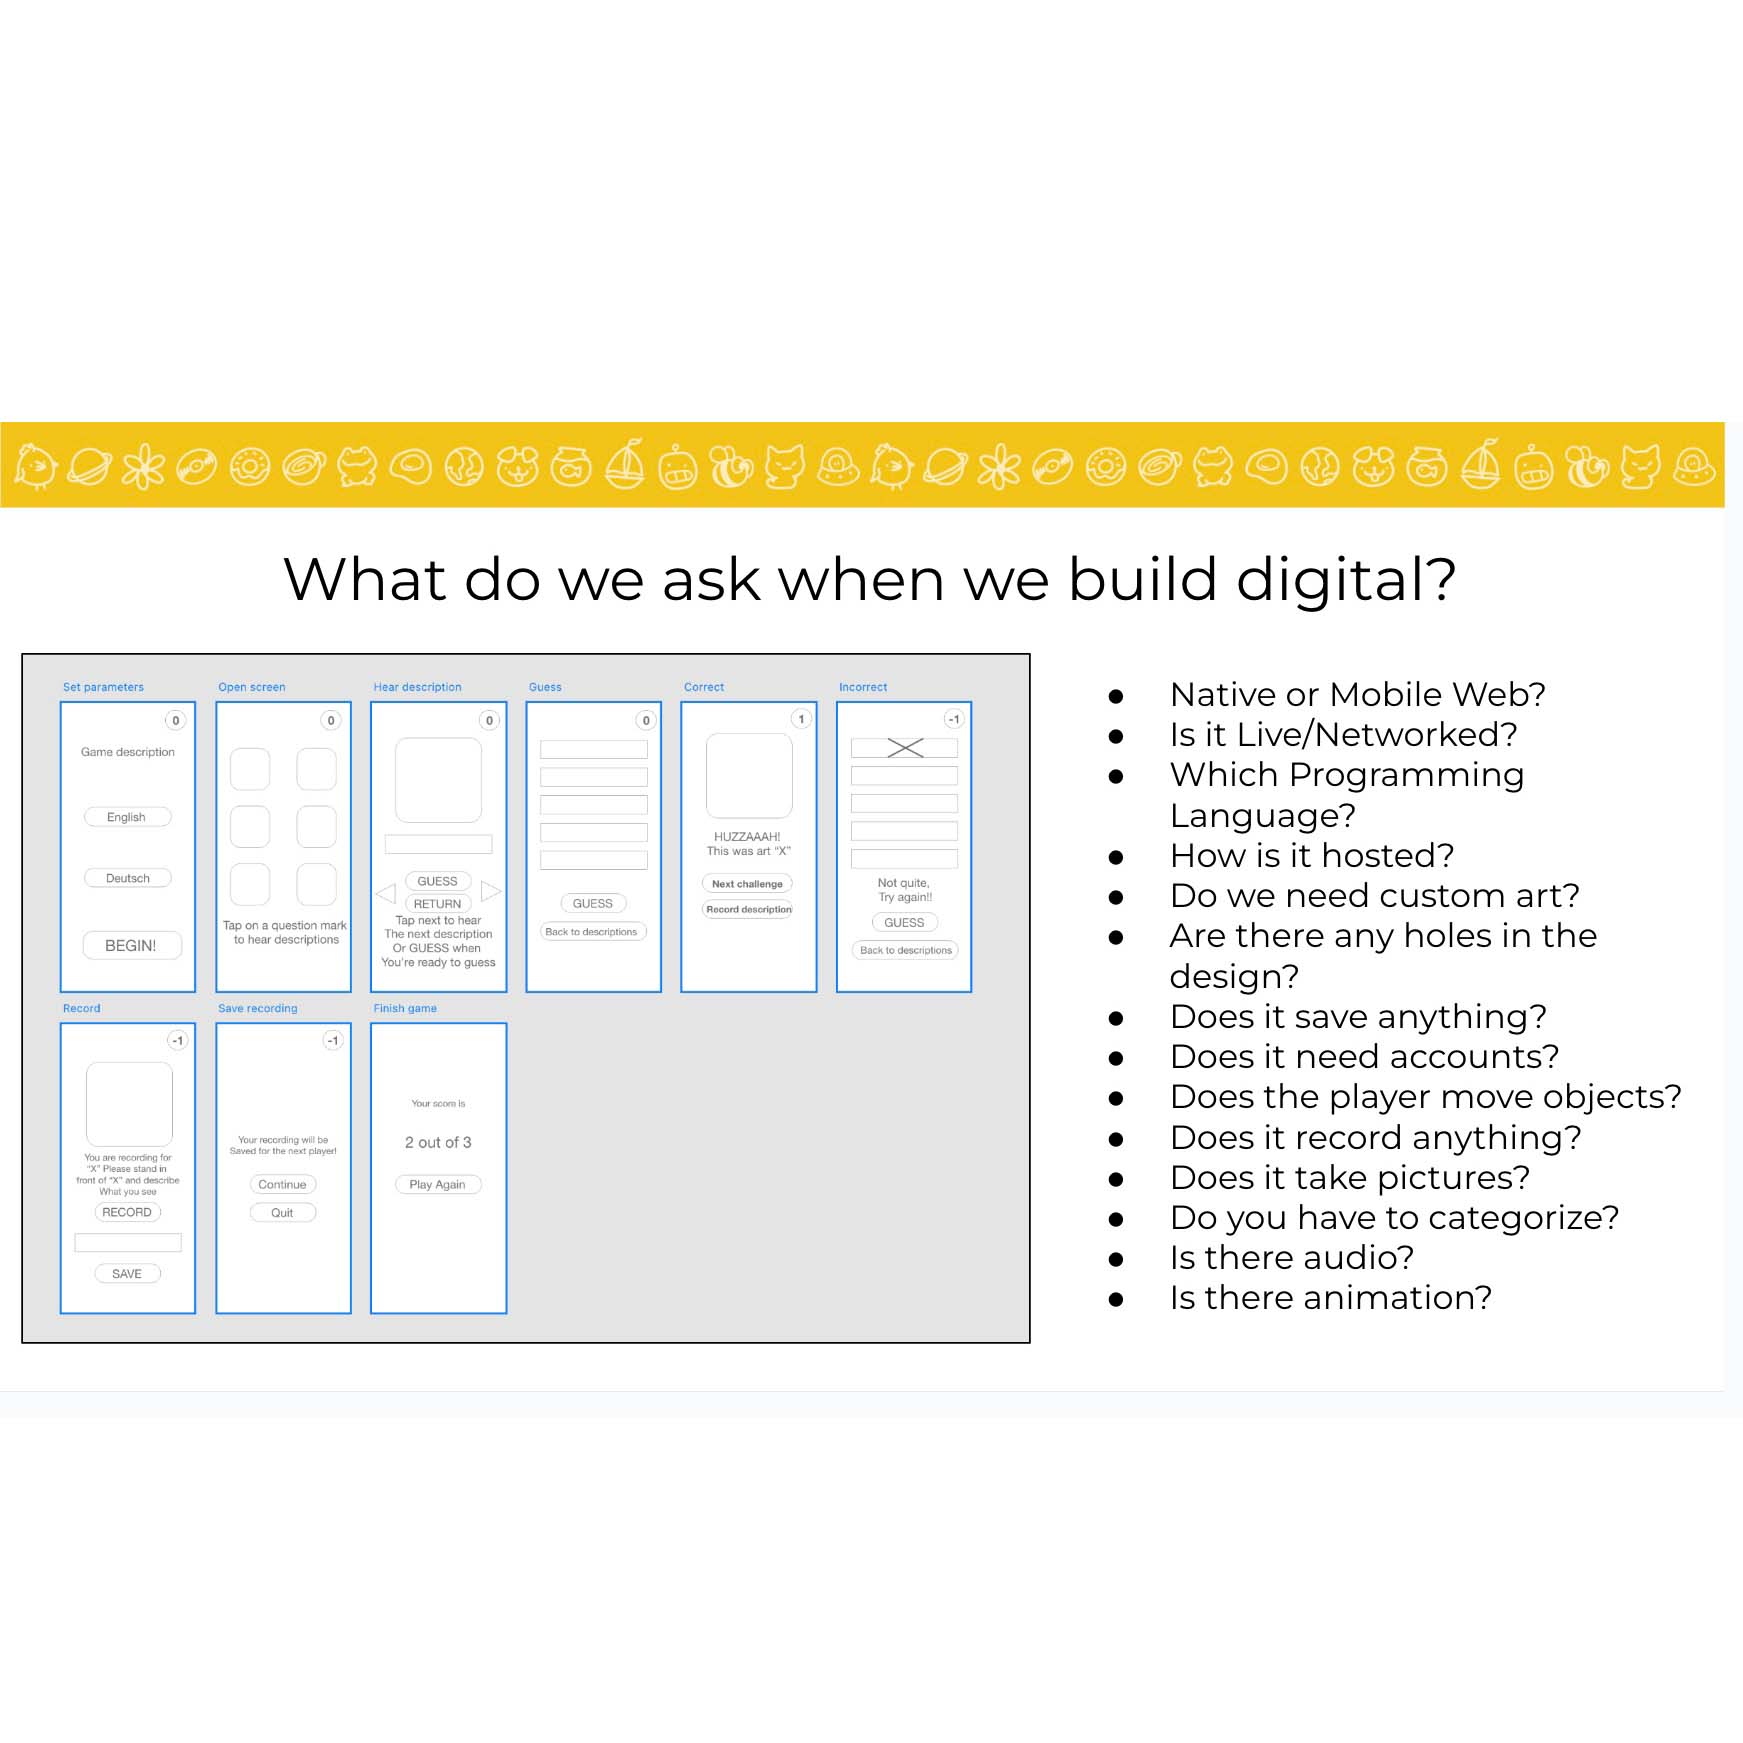 What do we ask when we build digital?
Set parameters
0
Game description
English
Deutsch
BEGIN!
Open screen
0
Tap on a question mark
to hear descriptions
Hear description
0
GUESS
RETURN
Tap next to hear
The next description
Or GUESS when
You're ready to guess
Guess
0
GUESS
Back to descriptions
Correct
1
HUZZAAAH!
This was art “X”
Next challenge
Record description
Incorrect
-1
Not quite,
Try again!!
GUESS
Back to descriptions
Record
-1
You are recording for
“X” Please stand in
front of “X” and describe
What you see
RECORD
SAVE
Save recording
-1
Your recording will be
Saved for the next player!
Continue
Quit
Finish game
Your score is
2 out of 3
Play Again
● Native or Mobile Web?
● Is it Live/Networked?
● Which Programming
Language?
● How is it hosted?
● Do we need custom art?
● Are there any holes in the
design?
● Does it save anything?
● Does it need accounts?
● Does the player move objects?
● Does it record anything?
● Does it take pictures?
● Do you have to categorize?
● Is there audio?
● Is there animation?